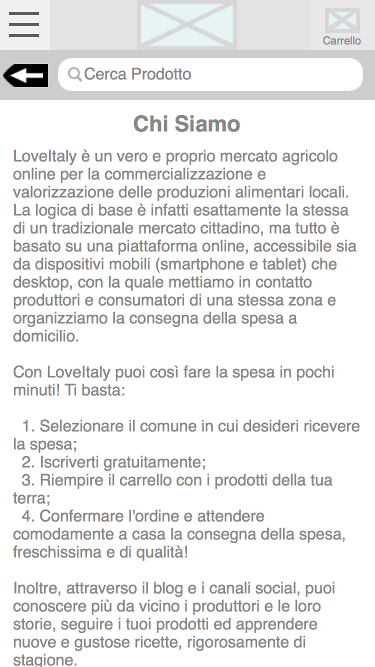 Carrello
Cerca Prodotto
Chi Siamo
LoveItaly è un vero e proprio mercato agricolo
online per la commercializzazione e
valorizzazione delle produzioni alimentari locali.
La logica di base è infatti esattamente la stessa
di un tradizionale mercato cittadino, ma tutto è
basato su una piattaforma online, accessibile sia
da dispositivi mobili (smartphone e tablet) che
desktop, con la quale mettiamo in contatto
produttori e consumatori di una stessa zona e
organizziamo la consegna della spesa a
domicilio.
Con LoveItaly puoi così fare la spesa in pochi
minuti! Ti basta:
1. Selezionare il comune in cui desideri ricevere
la spesa;
2. Iscriverti gratuitamente;
3. Riempire il carrello con i prodotti della tua
terra;
4. Confermare l'ordine e attendere
comodamente a casa la consegna della spesa,
freschissima e di qualità!
Inoltre, attraverso il blog e i canali social, puoi
conoscere più da vicino i produttori e le loro
storie, seguire i tuoi prodotti ed apprendere
nuove e gustose ricette, rigorosamente di
stagione.